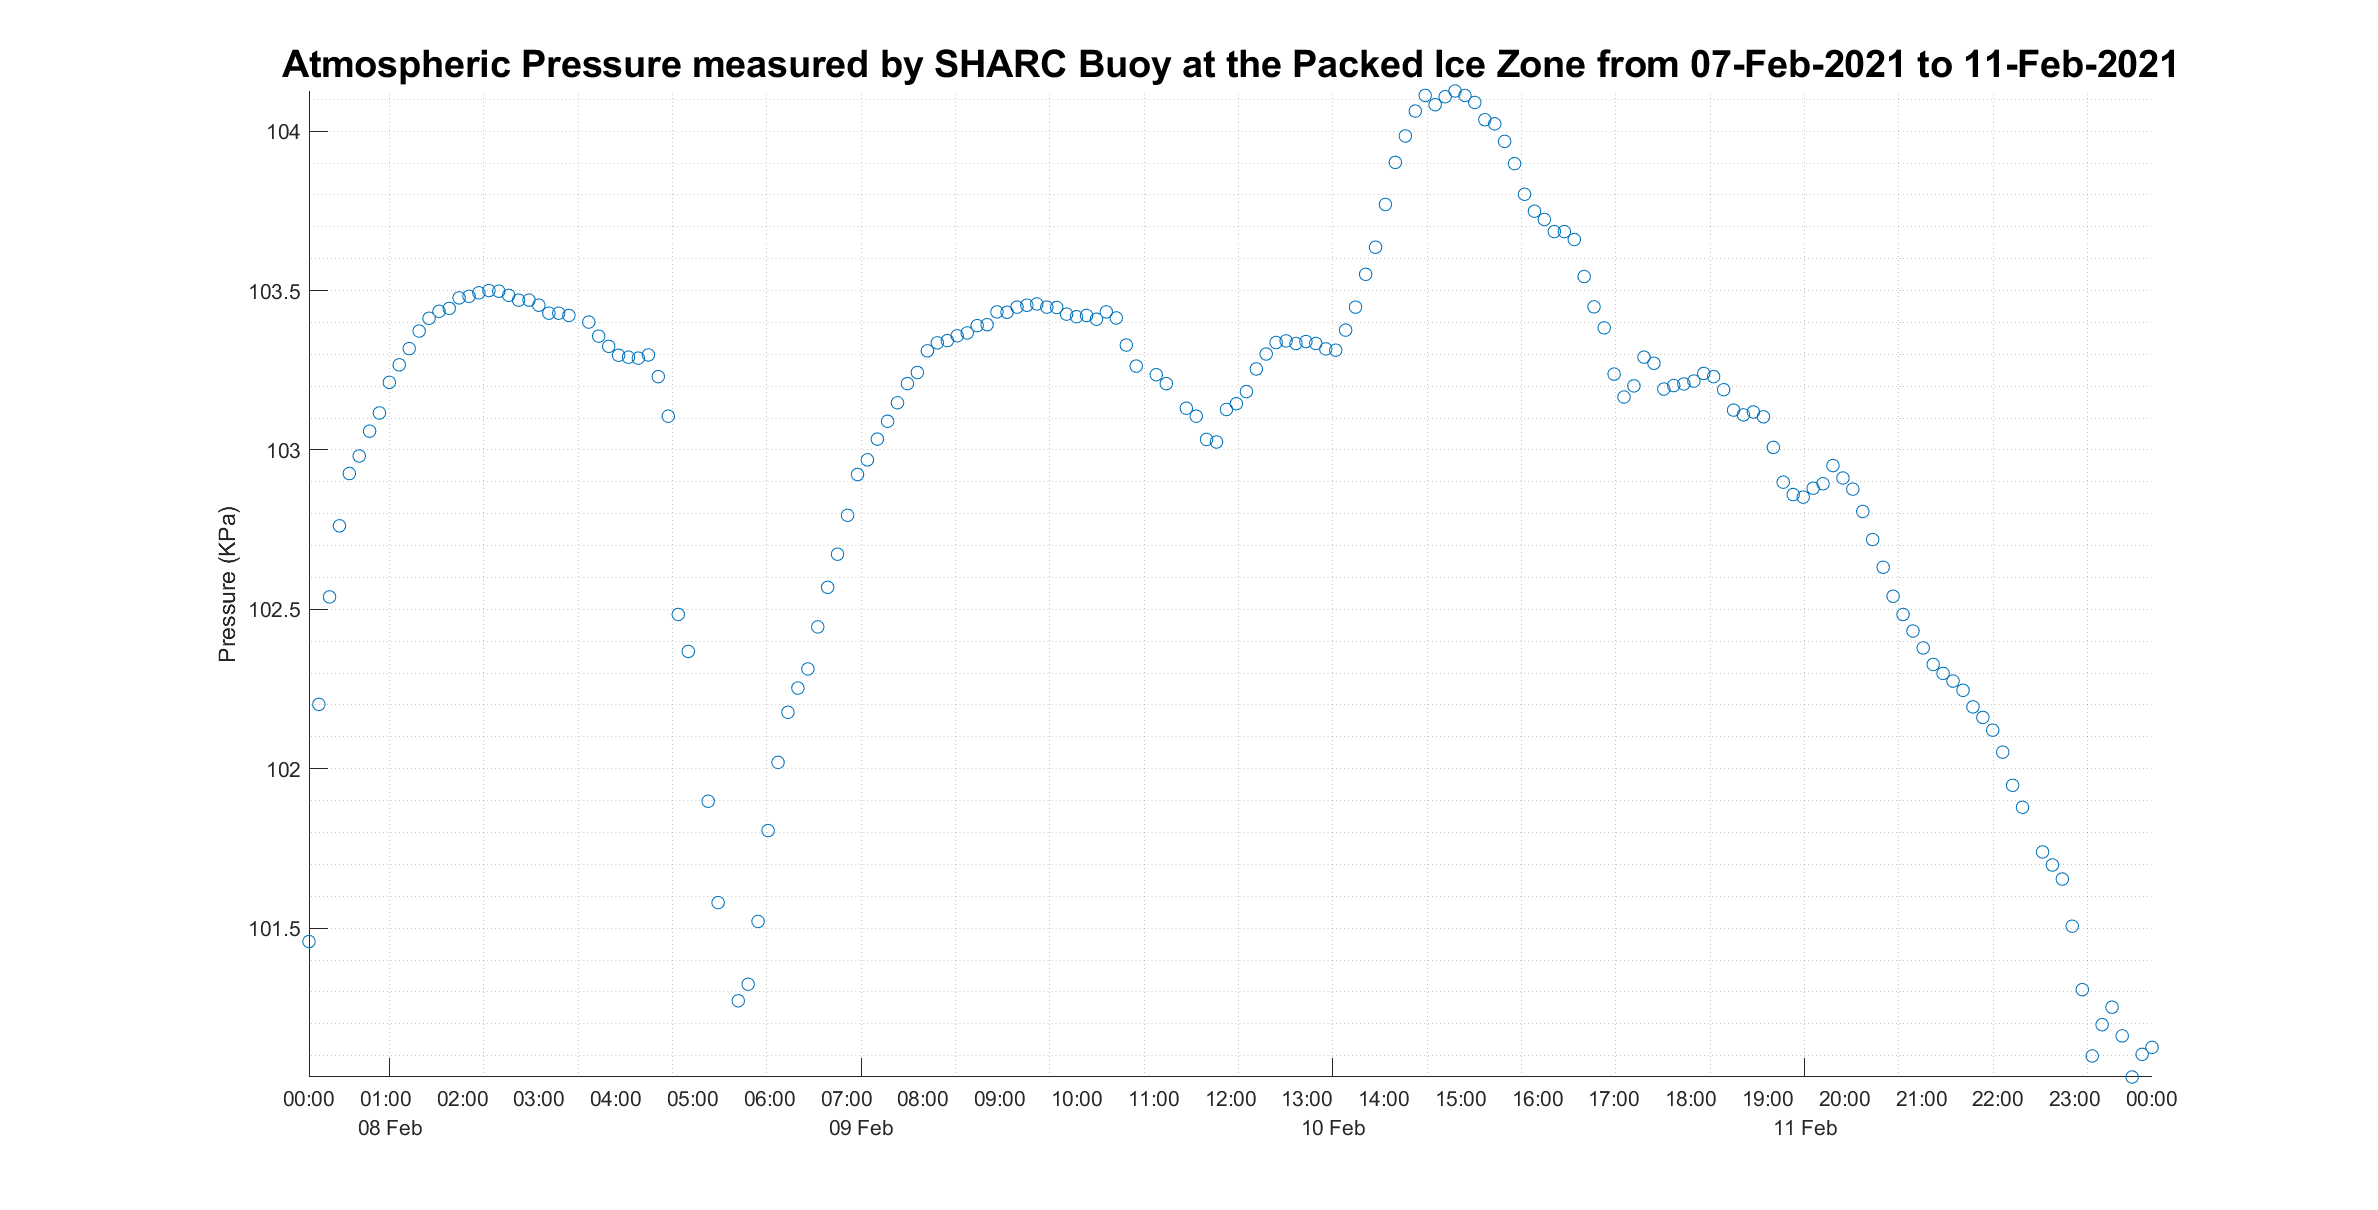 Atmospheric Pressure measured by SHARC Buoy at the Packed Ice Zone from 07-Feb-2021 to 11-Feb-2021
104
103.5
103
102.5
102
101.5
Pressure (KPa)
00:00 01:00 02:00 03:00 04:00 05:00 06:00 07:00 08:00 09:00 10:00 11:00 12:00 13:00 14:00 15:00 16:00 17:00 18:00 19:00 20:00 21:00 22:00 23:00 00:00
08 Feb 09 Feb 10 Feb 11 Feb